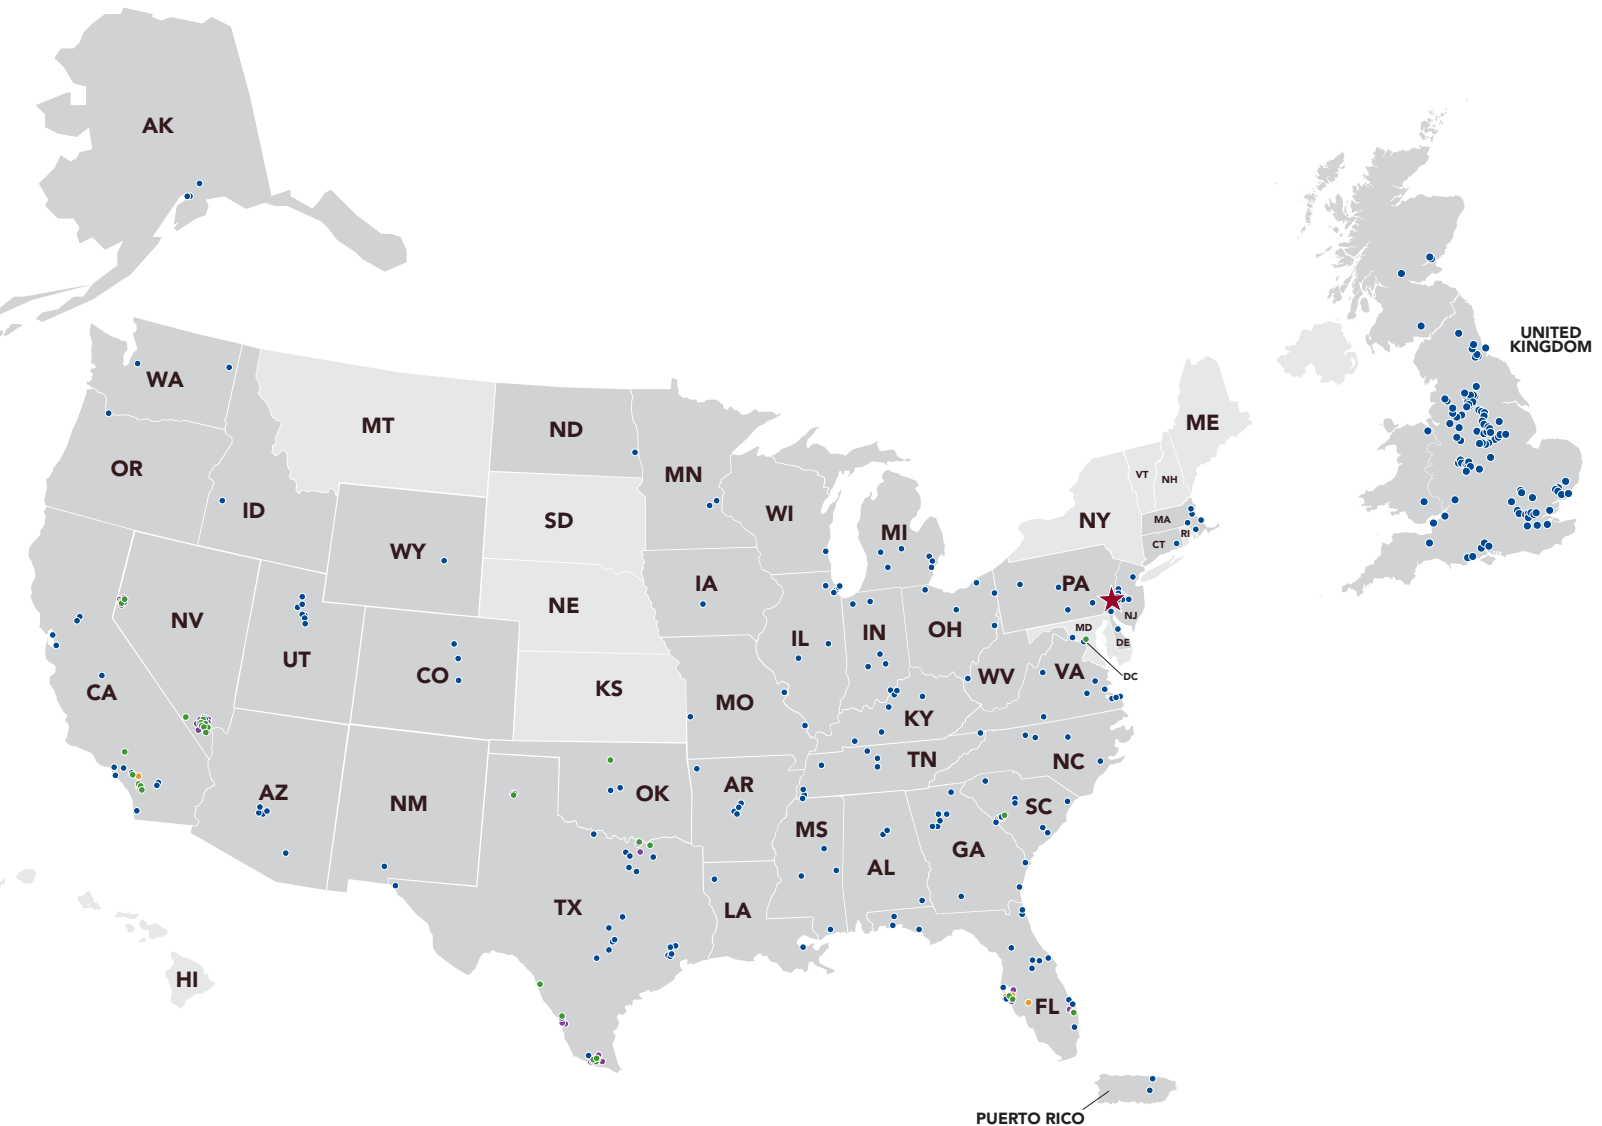 AK
UNITED
KINGDOM
WA
MT
ND
MN
ME
VT
NH
OR
ID
SD
WI
MI
NY
MA
RI
CT
WY
IA
PA
NE
NV
IL
IN
OH
NJ
MD
DE
UT
CO
KS
WV
VA
DC
CA
MO
KY
TN
NC
AZ
NM
OK
AR
SC
MS
GA
AL
TX
LA
HI
FL
PUERTO RICO